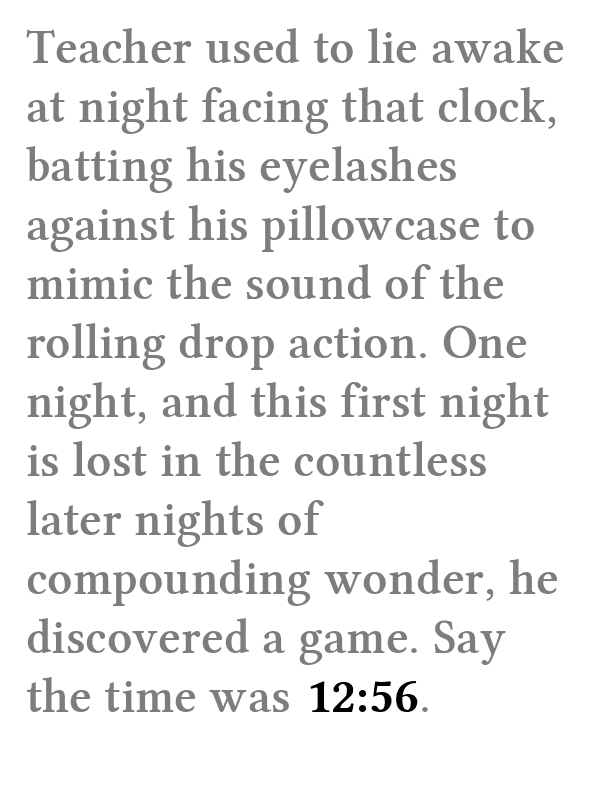 Teacher used to lie awake
at night facing that clock,
batting his eyelashes
against his pillowcase to
mimic the sound of the
rolling drop action. One
night, and this first night
is lost in the countless
later nights of
compounding wonder, he
discovered a game. Say
the time was 12:56.